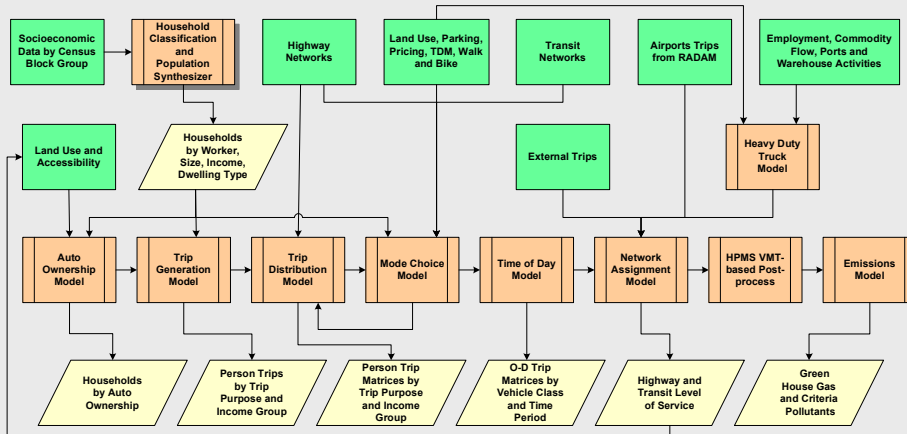 Socioeconomic
Data by Census
Block Group
Household
Classification
and
Population
Synthesizer
Highway
Networks
Land Use, Parking,
Pricing, TDM, Walk
and Bike
Transit
Networks
Airports Trips
from RADAM
Employment, Commodity
Flow, Ports and
Warehouse Activities
Land Use and
Accessibility
Households
by Worker,
Size, Income,
Dwelling Type
External Trips
Heavy Duty
Truck
Model
Auto
Ownership
Model
Trip
Generation
Model
Trip
Distribution
Model
Mode Choice
Model
Time of Day
Model
Network
Assignment
Model
HPMS VMT-
based Post-
process
Emissions
Model
Households
by Auto
Ownership
Person Trips
by Trip
Purpose and
Income Group
Person Trip
Matrices by
Trip Purpose
and Income
Group
O-D Trip
Matrices by
Vehicle Class
and Time
Period
Highway and
Transit Level
of Service
Green
House Gas
and Criteria
Pollutants